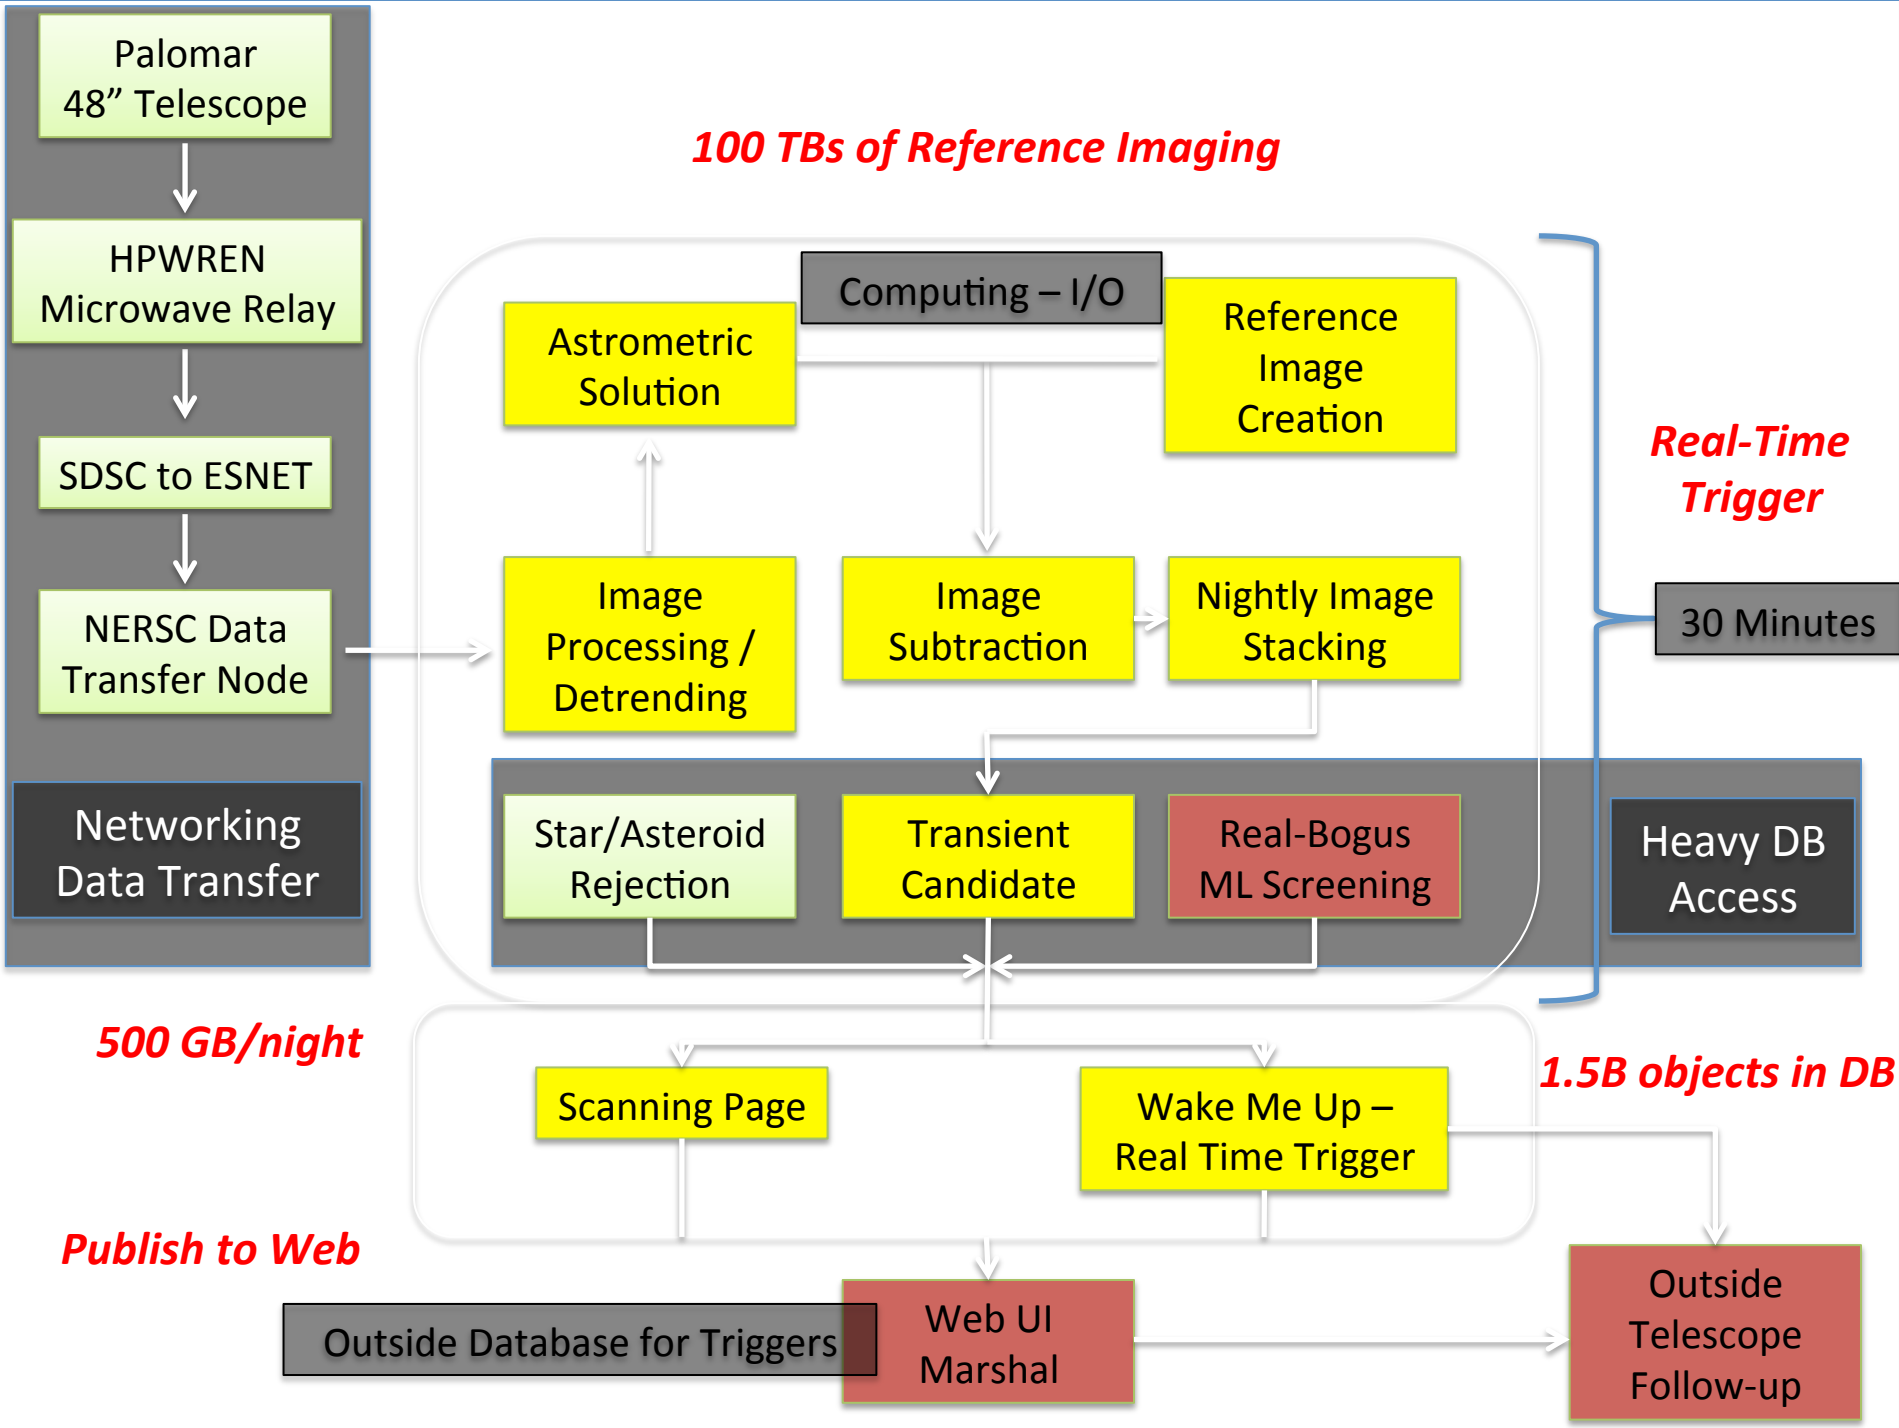 Palomar
48” Telescope
HPWREN
Microwave Relay
SDSC to ESNET
NERSC Data
Transfer Node
Networking
Data Transfer
500 GB/night
Publish to Web
100 TBs of Reference Imaging
Computing – I/O
Astrometric
Solution
Reference
Image
Creation
Image
Processing /
Detrending
Image
Subtraction
Nightly Image
Stacking
Star/Asteroid
Rejection
Transient
Candidate
Real-Bogus
ML Screening
Heavy DB
Access
Real-Time
Trigger
30 Minutes
Scanning Page
Wake Me Up –
Real Time Trigger
1.5B objects in DB
Outside Database for Triggers
Web UI
Marshal
Outside
Telescope
Follow-up